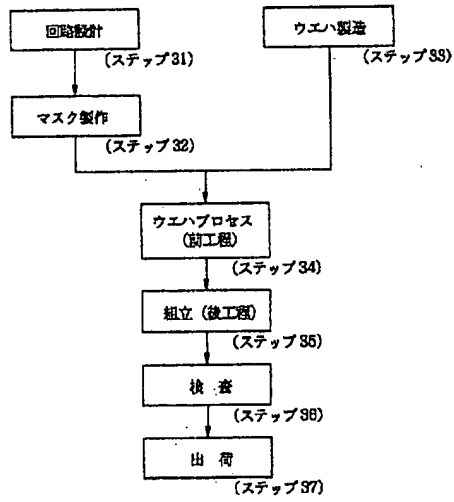 回路設計
(ステップ31)
ウエハ製造
(ステップ33)
マスク製作
(ステップ32)
ウエハプロセス
(前工程)
(ステップ34)
組立(後工程)
(ステップ35)
検査
(ステップ36)
出荷
(ステップ37)